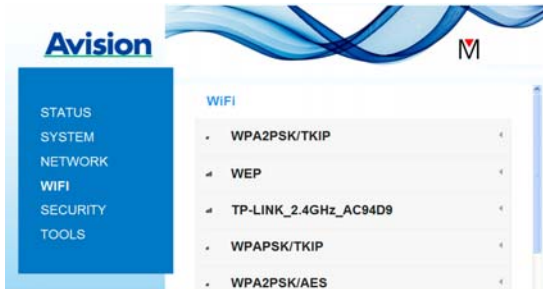 Avision
M
STATUS
SYSTEM
NETWORK
WIFI
SECURITY
TOOLS
WiFi
WPA2PSK/TKIP
WEP
TP-LINK_2.4GHz_AC94D9
WPAPSK/TKIP
WPA2PSK/AES